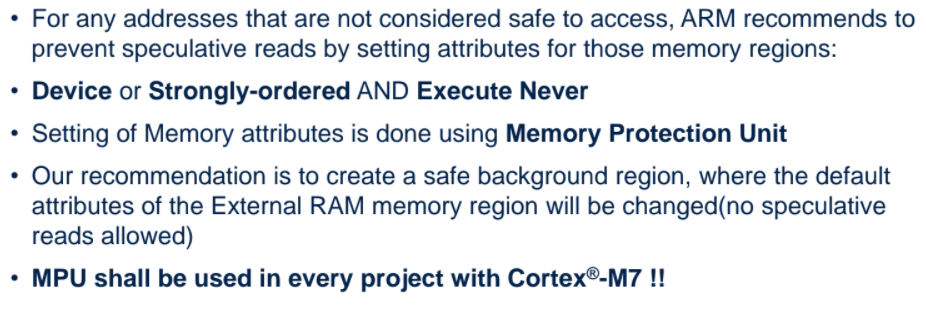 • For any addresses that are not considered safe to access, ARM recommends to
prevent speculative reads by setting attributes for those memory regions:
• Device or Strongly-ordered AND Execute Never
• Setting of Memory attributes is done using Memory Protection Unit
• Our recommendation is to create a safe background region, where the default
attributes of the External RAM memory region will be changed(no speculative
reads allowed)
• MPU shall be used in every project with Cortex®-M7 !!